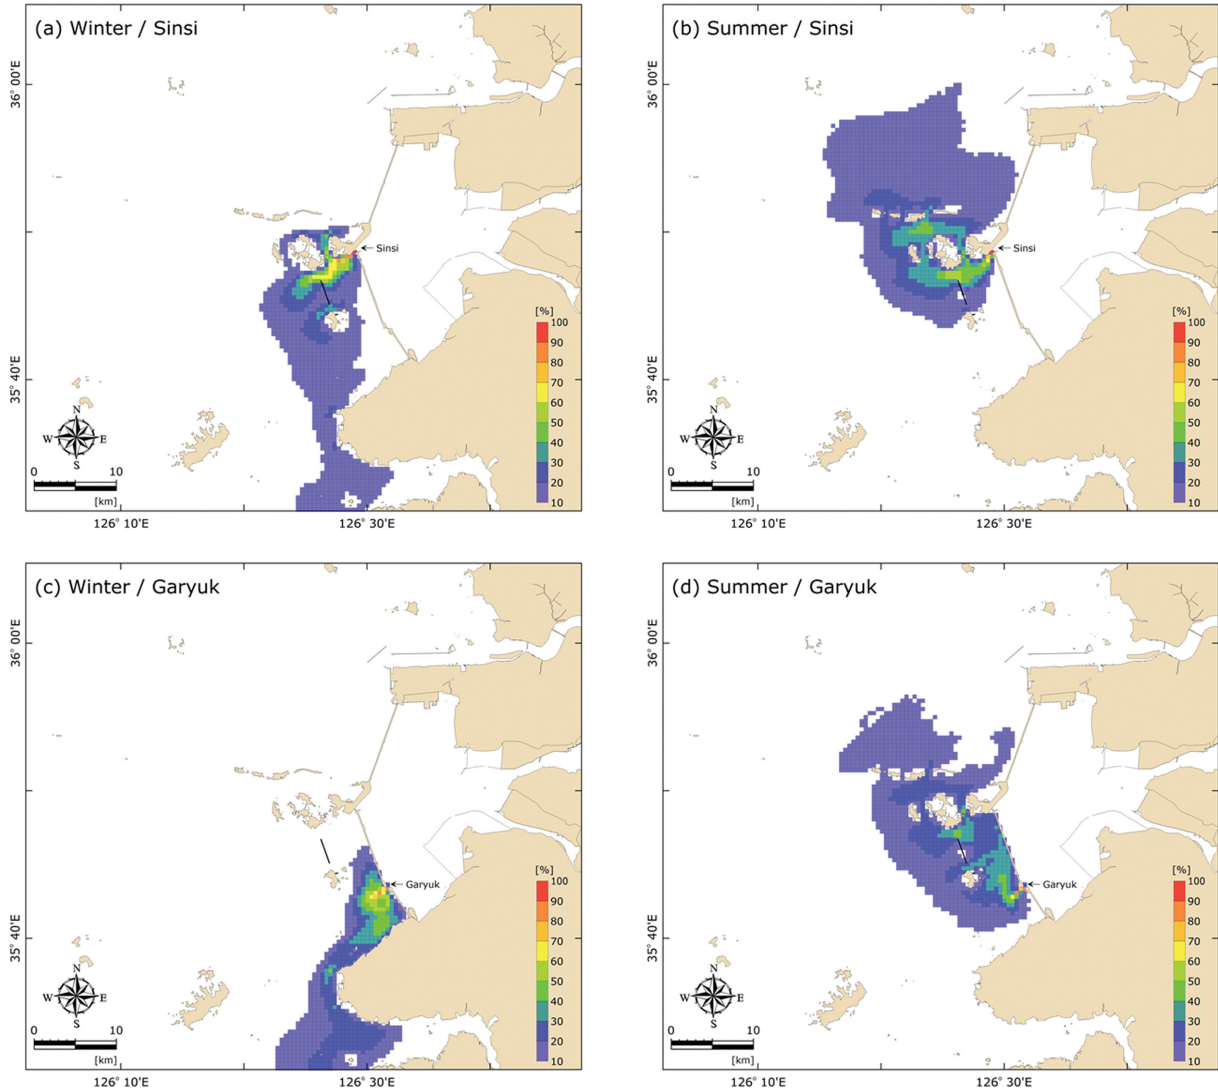 (a) Winter / Sinsi
36° 00'E
35° 40'E
Sinsi
[%]
100
90
80
70
60
50
40
30
20
10
N
W E
S
0 10
[km]
126° 10'E 126° 30'E
(b) Summer / Sinsi
36° 00'E
35° 40'E
Sinsi
[%]
100
90
80
70
60
50
40
30
20
10
N
W E
S
0 10
[km]
126° 10'E 126° 30'E
(c) Winter / Garyuk
36° 00'E
35° 40'E
Garyuk
[%]
100
90
80
70
60
50
40
30
20
10
N
W E
S
0 10
[km]
126° 10'E 126° 30'E
(d) Summer / Garyuk
36° 00'E
35° 40'E
Garyuk
[%]
100
90
80
70
60
50
40
30
20
10
N
W E
S
0 10
[km]
126° 10'E 126° 30'E